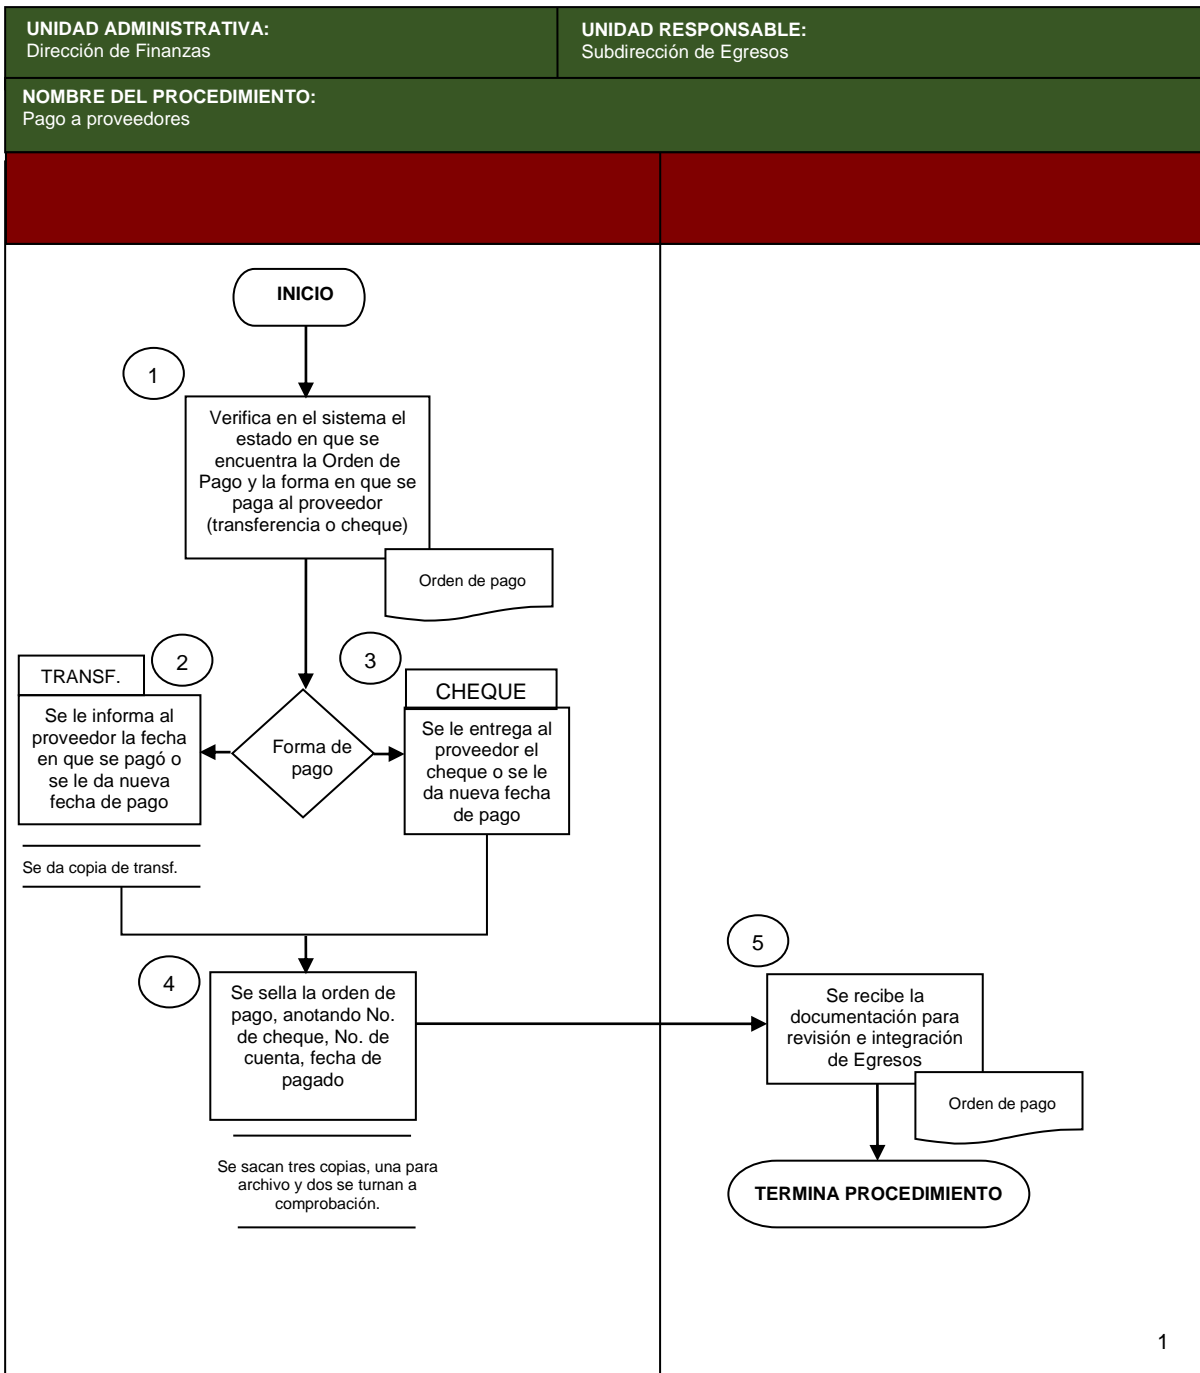 UNIDAD ADMINISTRATIVA:
Dirección de Finanzas
UNIDAD RESPONSABLE:
Subdirección de Egresos
NOMBRE DEL PROCEDIMIENTO:
Pago a proveedores
INICIO
1
Verifica en el sistema el
estado en que se
encuentra la Orden de
Pago y la forma en que se
paga al proveedor
(transferencia o cheque)
Orden de pago
2
TRANSF.
Se le informa al
proveedor la fecha
en que se pagó o
se le da nueva
fecha de pago
Forma de
pago
3
CHEQUE
Se le entrega al
proveedor el
cheque o se le
da nueva fecha
de pago
Se da copia de transf.
4
Se sella la orden de
pago, anotando No.
de cheque, No. de
cuenta, fecha de
pagado
Se sacan tres copias, una para
archivo y dos se turnan a
comprobación.
5
Se recibe la
documentación para
revisión e integración
de Egresos
Orden de pago
TERMINA PROCEDIMIENTO
1